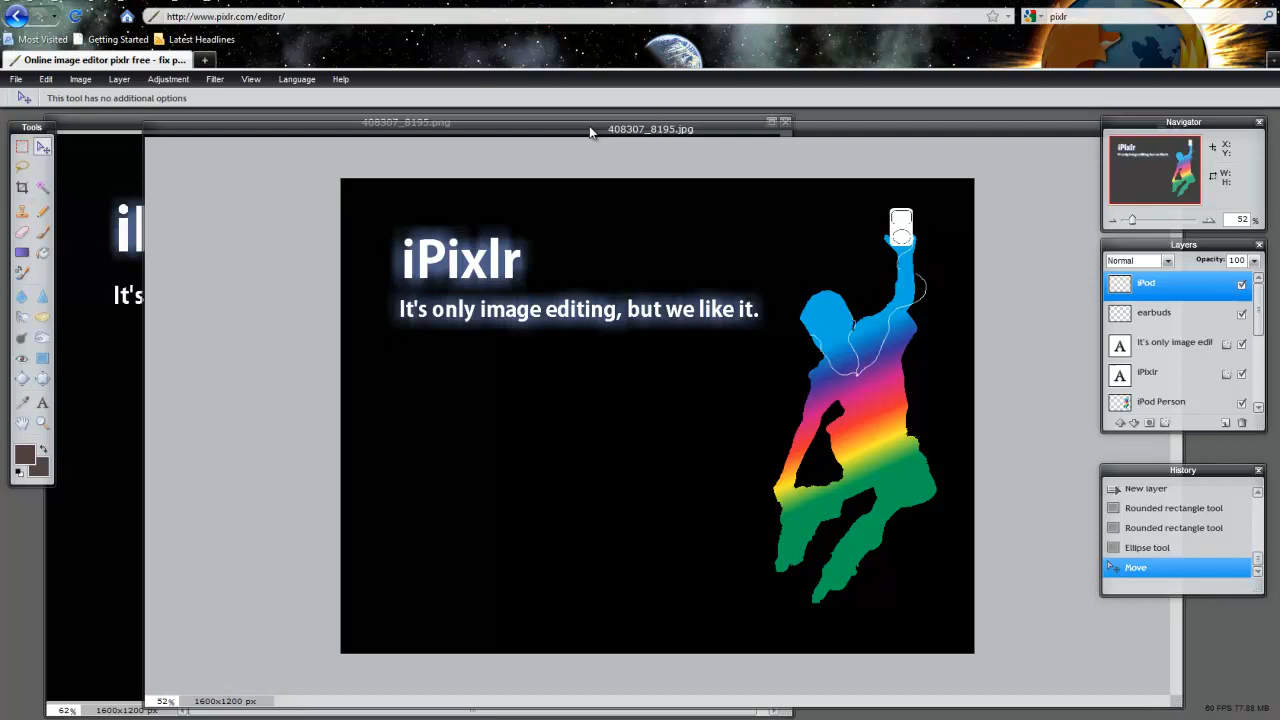 http://www.pixlr.com/editor/
pixlr
Most Visited Getting Started Latest Headlines
Online image editor pixlr free - fix p...
File Edit Image Layer Adjustment Filter View Language Help
This tool has no additional options
Tools
408307_8195.png
408307_8195.jpg
Navigator
X:
Y:
W:
H:
52 %
iPixlr
It's only image editing, but we like it.
It's
Layers
Normal Opacity: 100
iPod
earbuds
It's only image edit
iPixlr
iPod Person
History
New layer
Rounded rectangle tool
Rounded rectangle tool
Ellipse tool
Move
52% 1600x1200 px
62% 1600x1200 px
60 FPS 77.88 MB